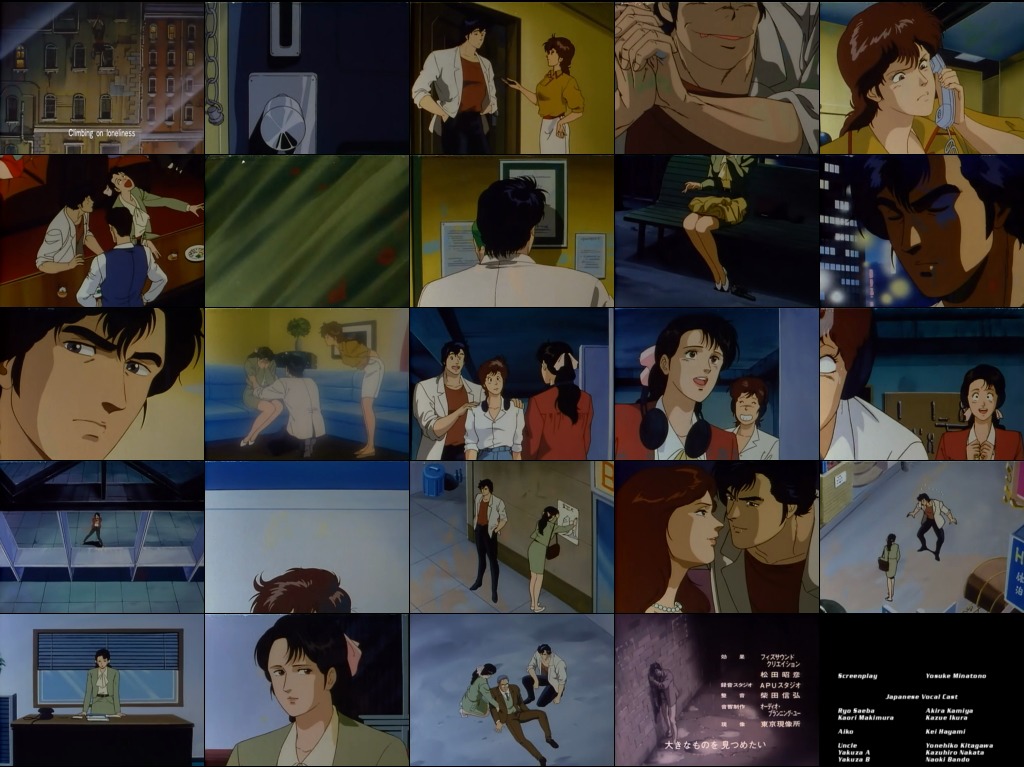 Climbing on loneliness
効 果 フィズサウンド
クリエイション
松田昭彦
録音スタジオ APUスタジオ
整 音 柴田信弘
音響制作 オーディオ・
プランニング・ユー
現 像 東京現像所
大きなものを 見つめたい
Screenplay Yosuke Minatono
Japanese Vocal Cast
Ryo Saeba Akira Kamiya
Kaori Makimura Kazue Ikura
Aiko Kei Hayami
Uncle Yonehiko Kitagawa
Yakuza A Kazuhiro Nakata
Yakuza B Naoki Bando